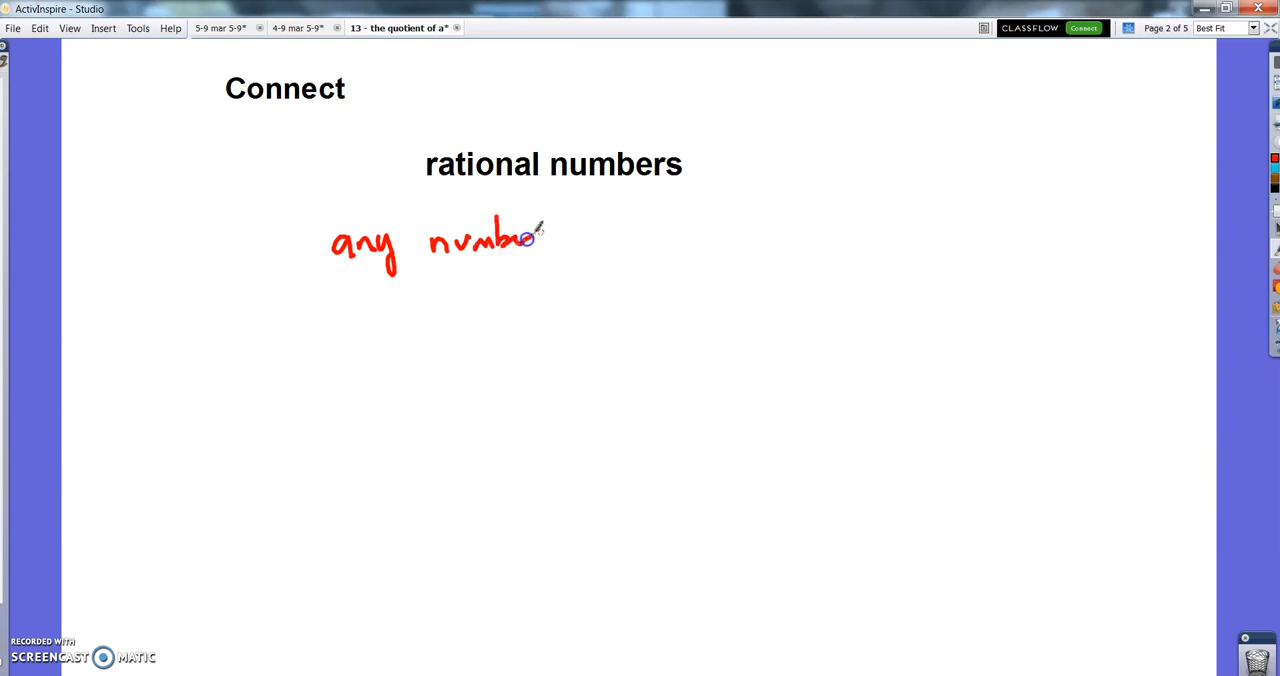 ActivInspire - Studio
File Edit View Insert Tools Help 5-9 mar 5-9* 4-9 mar 5-9* 13 - the quotient of a* CLASSFLOW Connect Page 2 of 5 Best Fit
Connect
rational numbers
any numbe
RECORDED WITH
SCREENCAST MATIC